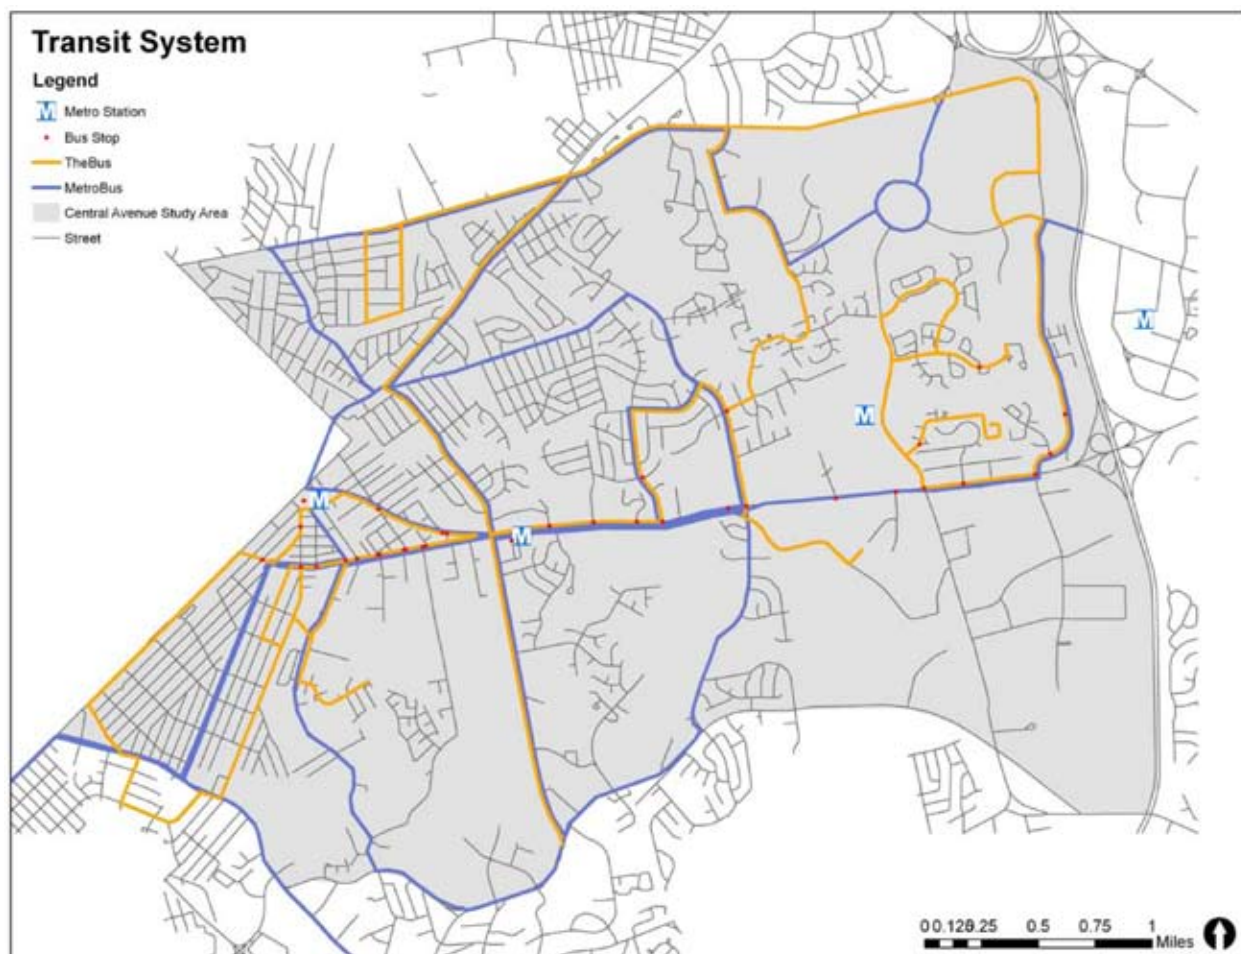 Transit System
Legend
M Metro Station
Bus Stop
TheBus
MetroBus
Central Avenue Study Area
Street
M
M
M
M
0 0.125 0.25 0.5 0.75 1
Miles